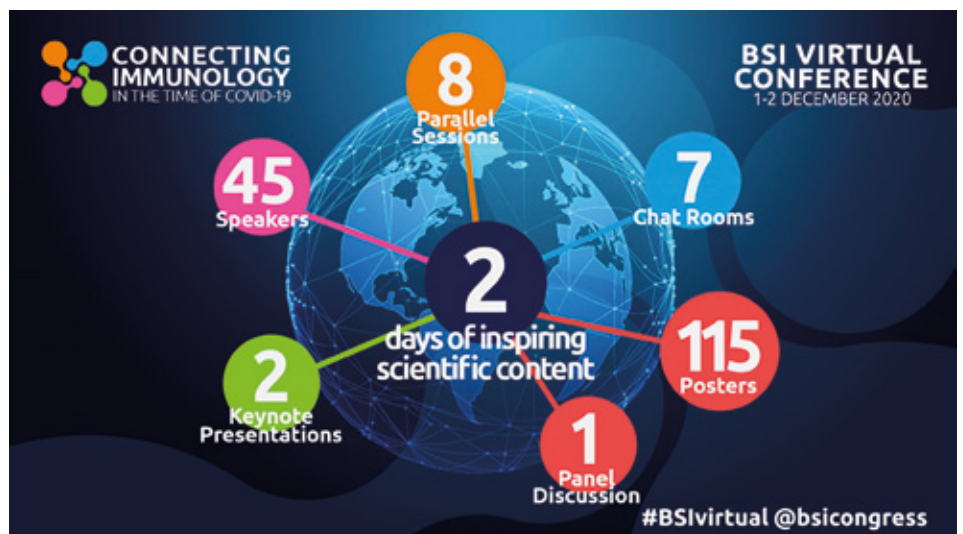 CONNECTING
IMMUNOLOGY
IN THE TIME OF COVID-19
BSI VIRTUAL
CONFERENCE
1-2 DECEMBER 2020
8
Parallel
Sessions
45
Speakers
7
Chat Rooms
2
days of inspiring
scientific content
115
Posters
2
Keynote
Presentations
1
Panel
Discussion
#BSIvirtual @bsicongress